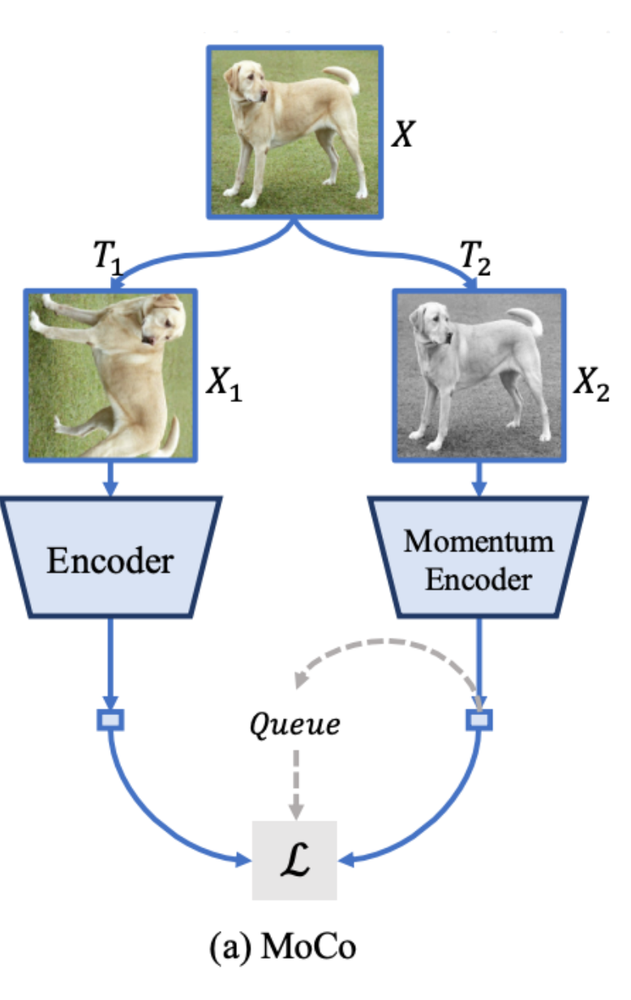 X
T₁
T₂
X₁
X₂
Encoder
Momentum
Encoder
Queue
ℒ
(a) MoCo